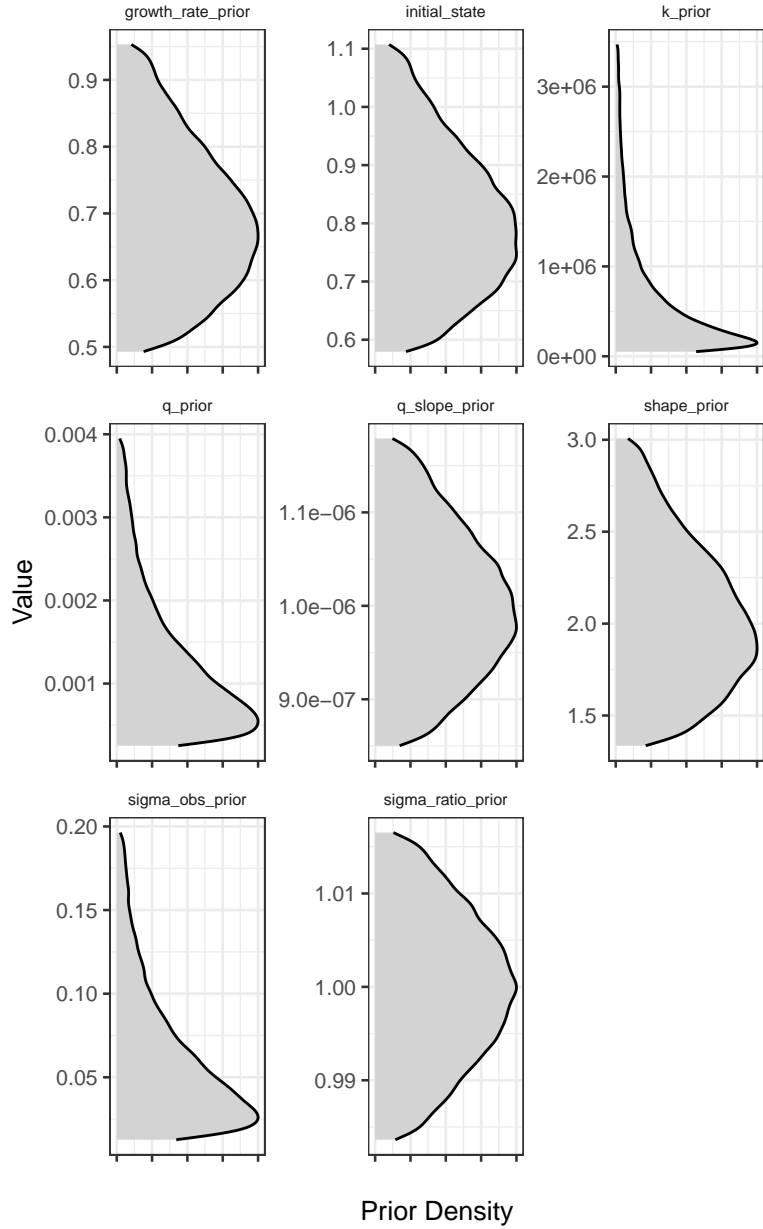 growth_rate_prior
initial_state
k_prior
0.9
0.8
0.7
0.6
0.5
1.1
1.0
0.9
0.8
0.7
0.6
3e+06
2e+06
1e+06
0e+00
q_prior
q_slope_prior
shape_prior
0.004
0.003
0.002
0.001
1.1e−06
1.0e−06
9.0e−07
3.0
2.5
2.0
1.5
Value
sigma_obs_prior
sigma_ratio_prior
0.20
0.15
0.10
0.05
1.01
1.00
0.99
Prior Density